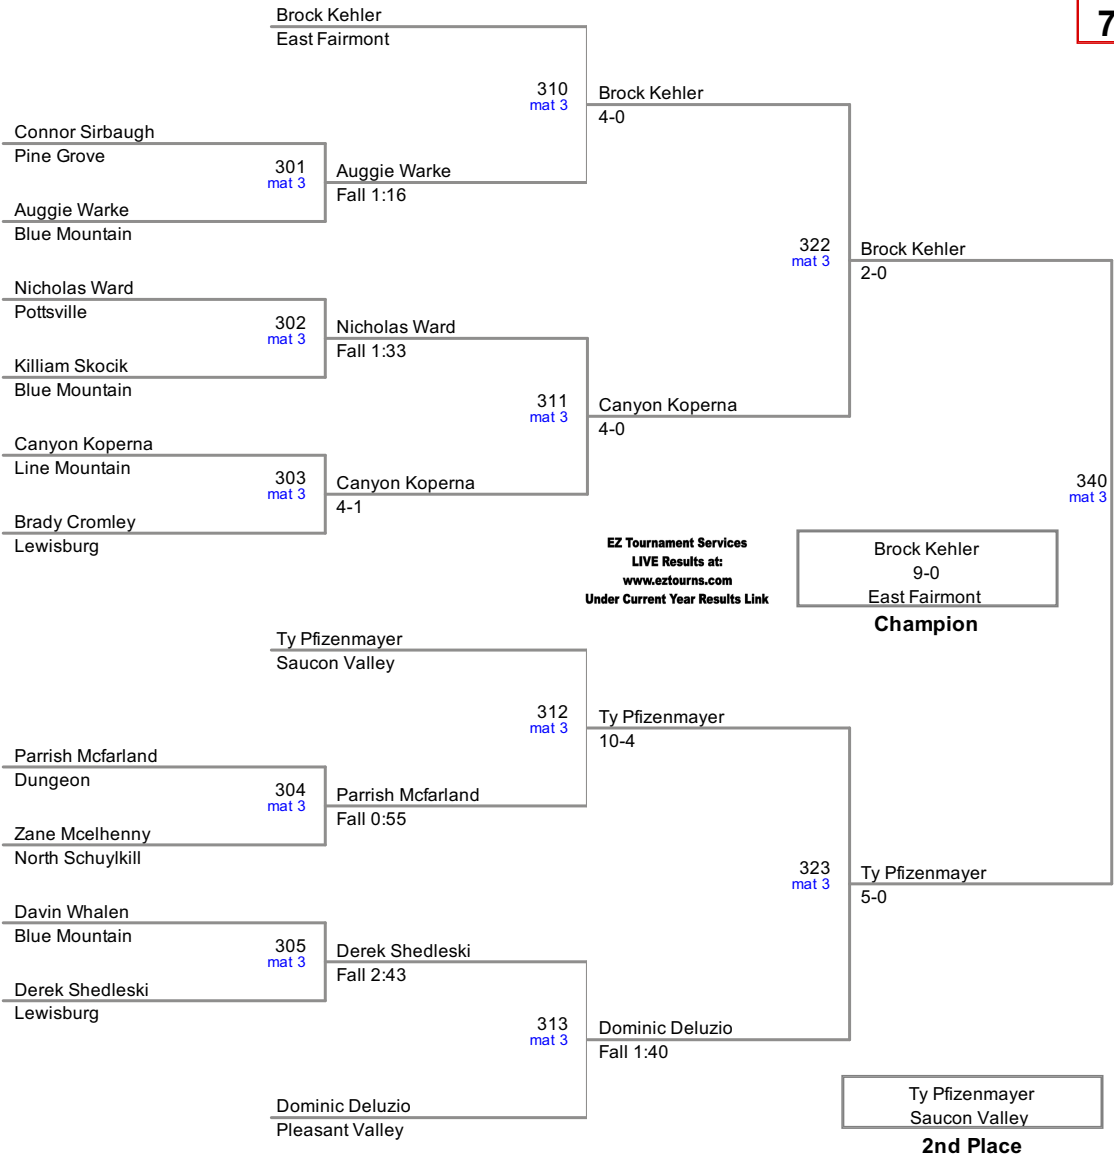 Brock Kehler
East Fairmont
7
310
mat 3
Brock Kehler
4-0
Connor Sirbaugh
Pine Grove
301
mat 3
Auggie Warke
Fall 1:16
Auggie Warke
Blue Mountain
322
mat 3
Brock Kehler
2-0
Nicholas Ward
Pottsville
302
mat 3
Nicholas Ward
Fall 1:33
Killiam Skocik
Blue Mountain
311
mat 3
Canyon Koperna
4-0
Canyon Koperna
Line Mountain
303
mat 3
Canyon Koperna
4-1
Brady Cromley
Lewisburg
340
mat 3
EZ Tournament Services
LIVE Results at:
www.eztourns.com
Under Current Year Results Link
Brock Kehler
9-0
East Fairmont
Champion
Ty Pfizenmayer
Saucon Valley
312
mat 3
Ty Pfizenmayer
10-4
Parrish Mcfarland
Dungeon
304
mat 3
Parrish Mcfarland
Fall 0:55
Zane Mcelhenny
North Schuylkill
323
mat 3
Ty Pfizenmayer
5-0
Davin Whalen
Blue Mountain
305
mat 3
Derek Shedleski
Fall 2:43
Derek Shedleski
Lewisburg
313
mat 3
Dominic Deluzio
Fall 1:40
Dominic Deluzio
Pleasant Valley
Ty Pfizenmayer
Saucon Valley
2nd Place